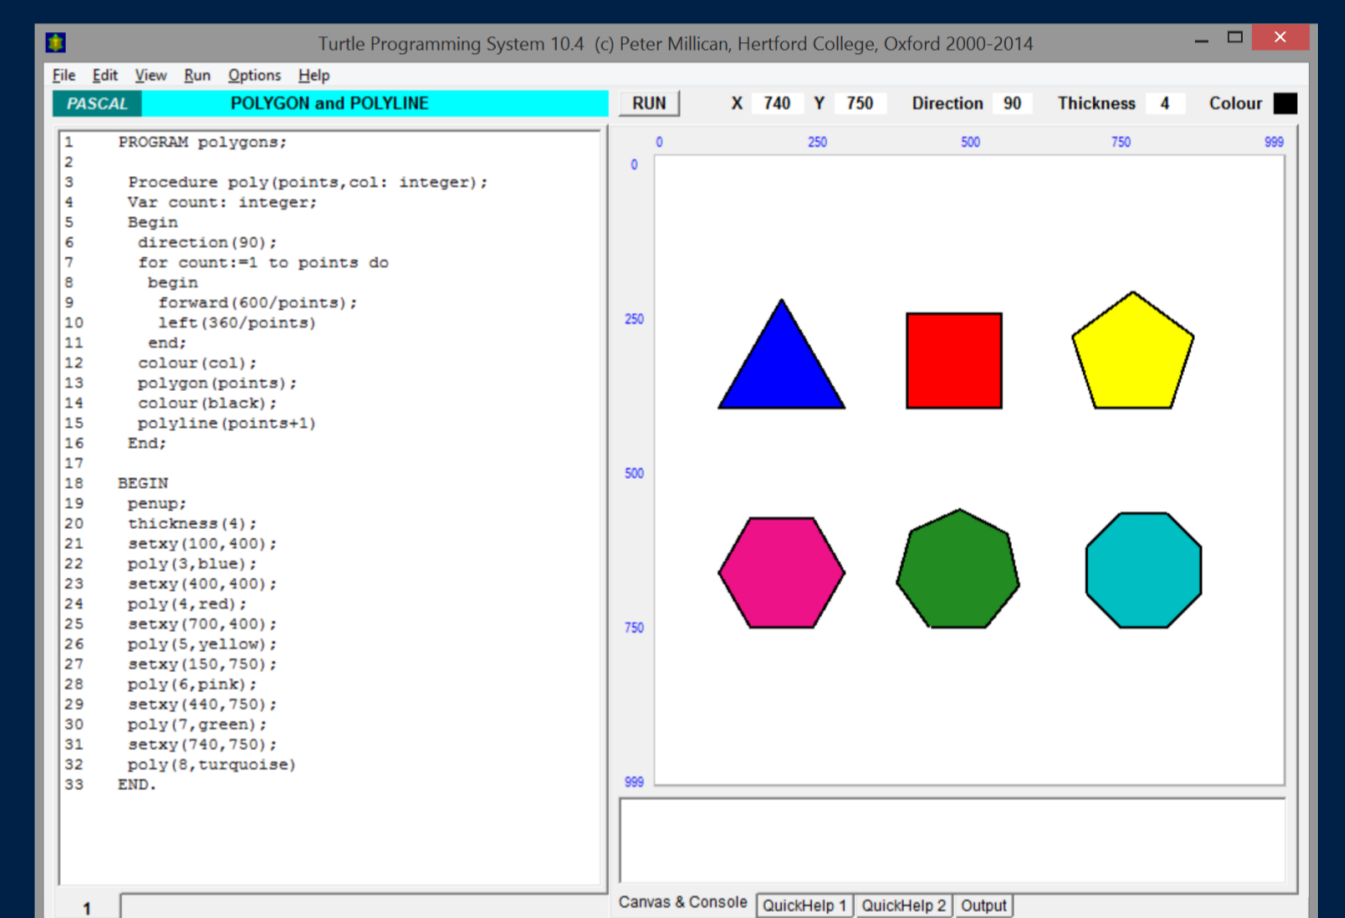 Turtle Programming System 10.4 (c) Peter Millican, Hertford College, Oxford 2000-2014
File Edit View Run Options Help
PASCAL POLYGON and POLYLINE
RUN X 740 Y 750 Direction 90 Thickness 4 Colour
1 PROGRAM polygons;
2
3 Procedure poly(points,col: integer);
4 Var count: integer;
5 Begin
6 direction(90);
7 for count:=1 to points do
8 begin
9 forward(600/points);
10 left(360/points)
11 end;
12 colour(col);
13 polygon(points);
14 colour(black);
15 polyline(points+1)
16 End;
17
18 BEGIN
19 penup;
20 thickness(4);
21 setxy(100,400);
22 poly(3,blue);
23 setxy(400,400);
24 poly(4,red);
25 setxy(700,400);
26 poly(5,yellow);
27 setxy(150,750);
28 poly(6,pink);
29 setxy(440,750);
30 poly(7,green);
31 setxy(740,750);
32 poly(8,turquoise)
33 END.
1
0 250 500 750 999
0
250
500
750
999
Canvas & Console QuickHelp 1 QuickHelp 2 Output